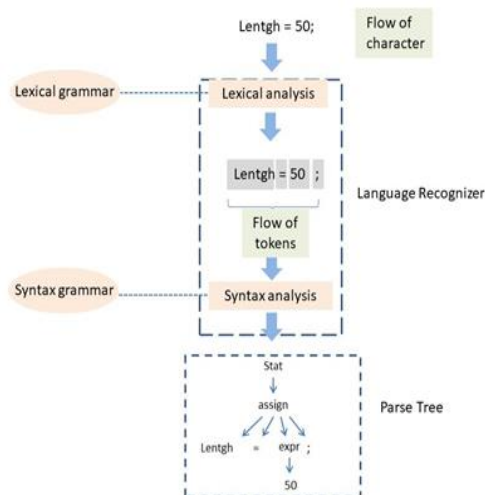 Lentgh = 50;
Flow of
character
Lexical grammar
Lexical analysis
Lentgh = 50 ;
Language Recognizer
Flow of
tokens
Syntax grammar
Syntax analysis
Stat
assign
Parse Tree
Lentgh = expr ;
50